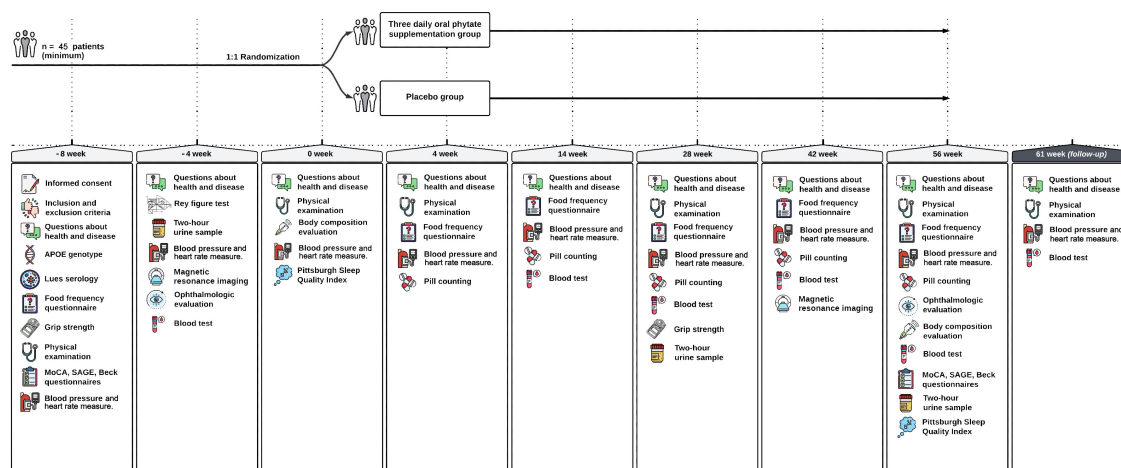 Three daily oral phytate
supplementation group
n = 45 patients
(minimum)
1:1 Randomization
Placebo group
- 8 week
- 4 week
0 week
4 week
14 week
28 week
42 week
56 week
61 week (follow-up)
Informed consent
Inclusion and
exclusion criteria
Questions about
health and disease
APOE genotype
Lues serology
Food frequency
questionnaire
Grip strength
Physical
examination
MoCA, SAGE, Beck
questionnaires
Blood pressure and
heart rate measure.
Questions about
health and disease
Rey figure test
Two-hour
urine sample
Blood pressure and
heart rate measure.
Magnetic
resonance imaging
Ophthalmologic
evaluation
Blood test
Questions about
health and disease
Physical
examination
Body composition
evaluation
Blood pressure and
heart rate measure.
Pittsburgh Sleep
Quality Index
Questions about
health and disease
Physical
examination
Food frequency
questionnaire
Blood pressure and
heart rate measure.
Pill counting
Questions about
health and disease
Food frequency
questionnaire
Blood pressure and
heart rate measure.
Pill counting
Blood test
Questions about
health and disease
Physical
examination
Blood pressure and
heart rate measure.
Pill counting
Blood test
Grip strength
Two-hour
urine sample
Questions about
health and disease
Food frequency
questionnaire
Physical
examination
Pill counting
Blood test
Magnetic
resonance imaging
Questions about
health and disease
Physical
examination
Food frequency
questionnaire
Blood pressure and
heart rate measure.
Pill counting
Ophthalmologic
evaluation
Body composition
evaluation
Blood test
MoCA, SAGE, Beck
questionnaires
Two-hour
urine sample
Pittsburgh Sleep
Quality Index
Questions about
health and disease
Physical
examination
Blood pressure and
heart rate measure.
Blood test